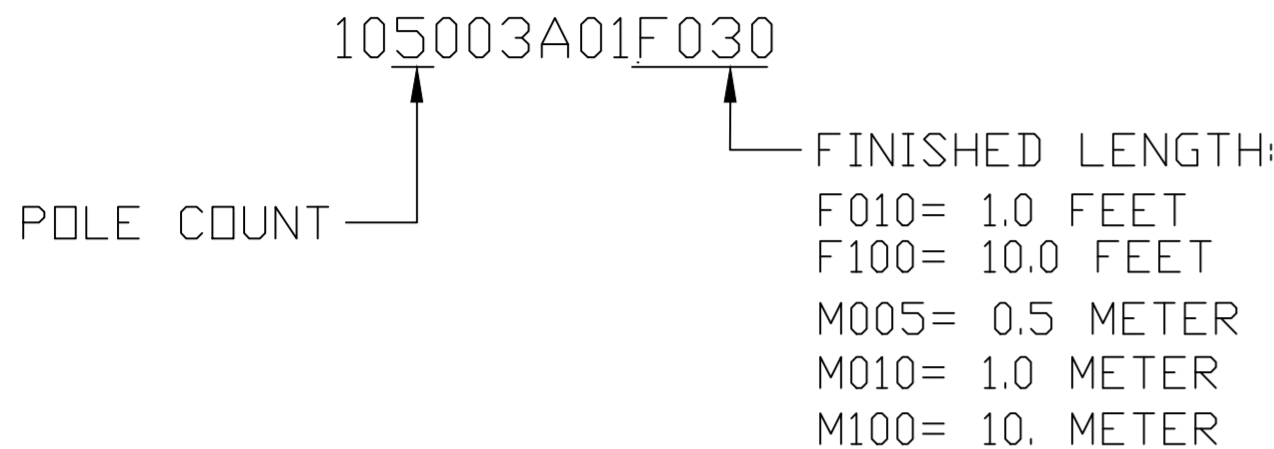 105003A01F030
FINISHED LENGTH:
POLE COUNT
F010= 1.0 FEET
F100= 10.0 FEET
M005= 0.5 METER
M010= 1.0 METER
M100= 10. METER